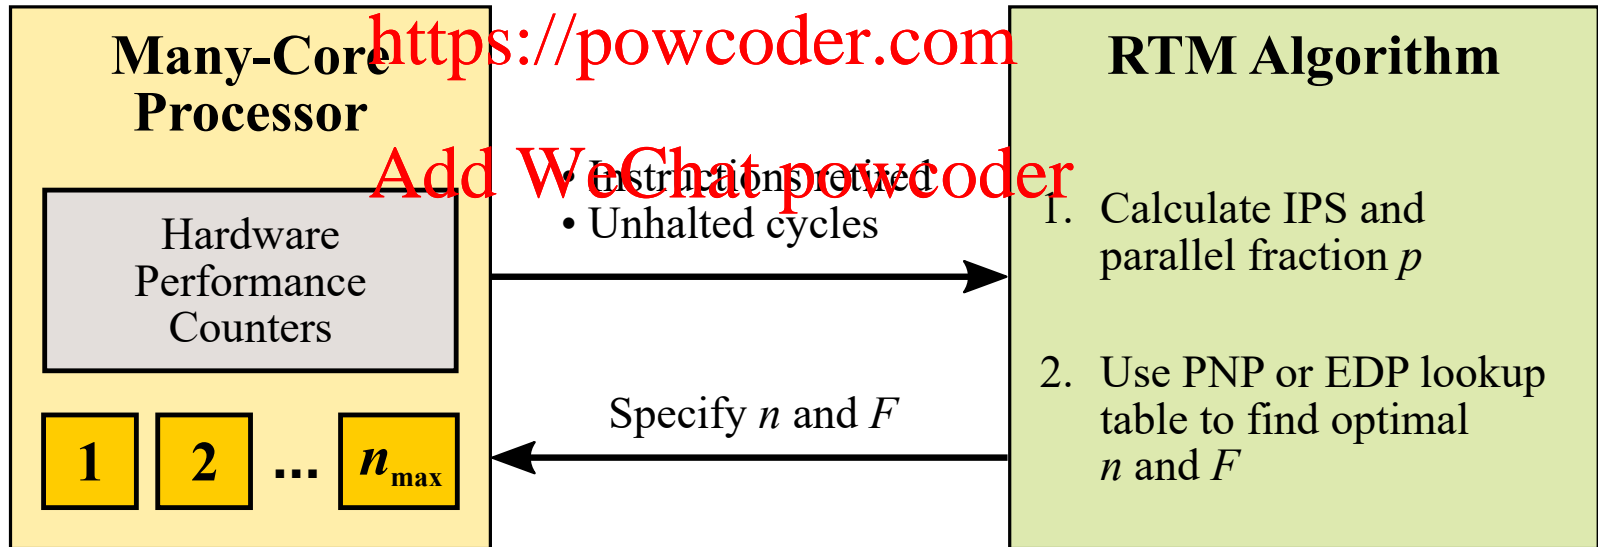 https://powcoder.com
Many-Core
Processor
RTM Algorithm
Add WeChat powcoder
• Instructions retired
• Unhalted cycles
Hardware
Performance
Counters
1. Calculate IPS and
parallel fraction p
2. Use PNP or EDP lookup
table to find optimal
n and F
Specify n and F
1 2 ... nmax